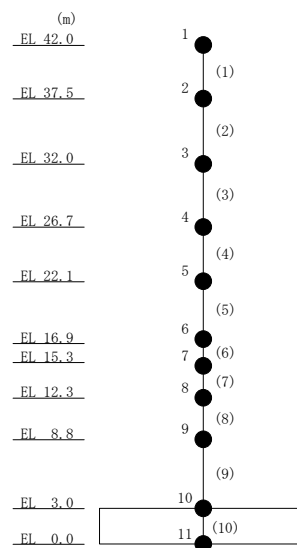 (m)
EL 42.0
1
(1)
EL 37.5
2
(2)
EL 32.0
3
(3)
EL 26.7
4
(4)
EL 22.1
5
(5)
EL 16.9
6
(6)
EL 15.3
7
(7)
EL 12.3
8
(8)
EL 8.8
9
(9)
EL 3.0
10
(10)
EL 0.0
11